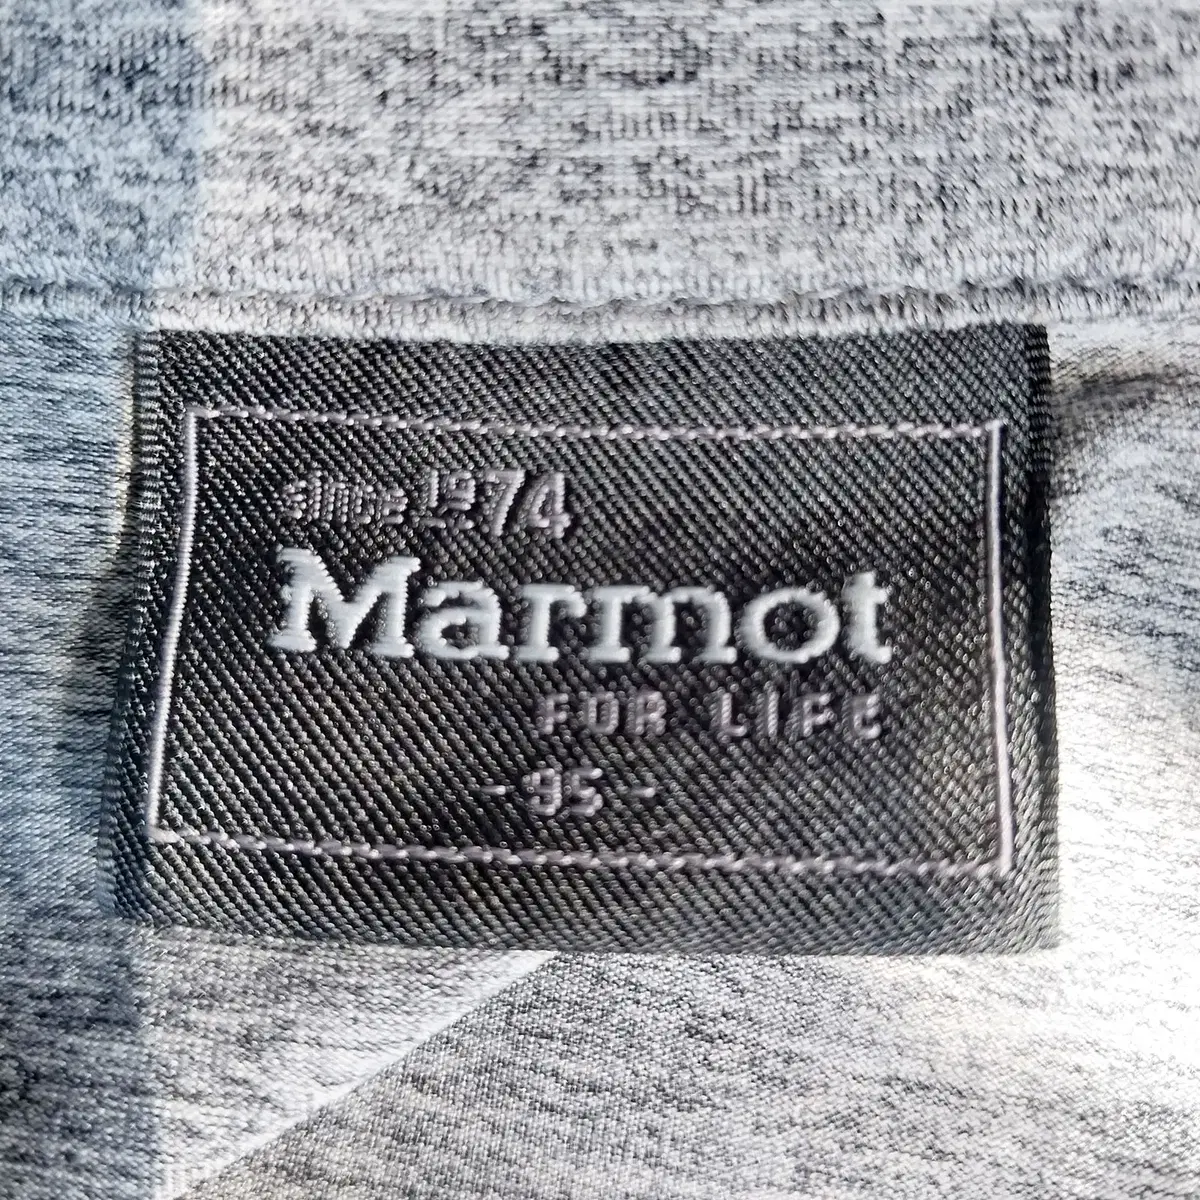 since 1974
Marmot
FOR LIFE
- 95 -